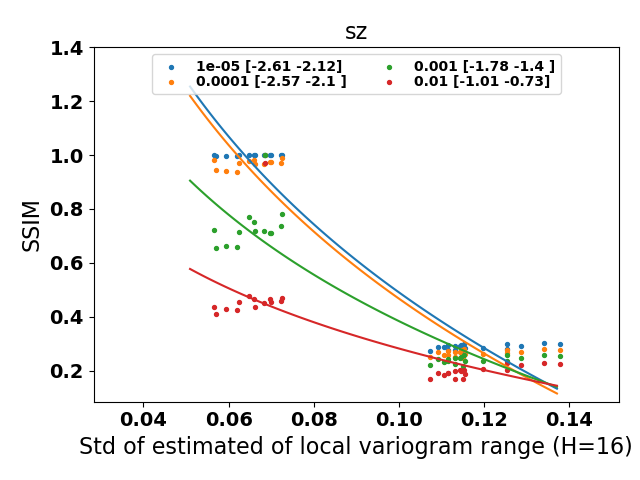 sz
1e-05 [-2.61 -2.12]
0.0001 [-2.57 -2.1 ]
0.001 [-1.78 -1.4 ]
0.01 [-1.01 -0.73]
SSIM
1.4
1.2
1.0
0.8
0.6
0.4
0.2
0.04 0.06 0.08 0.10 0.12 0.14
Std of estimated of local variogram range (H=16)